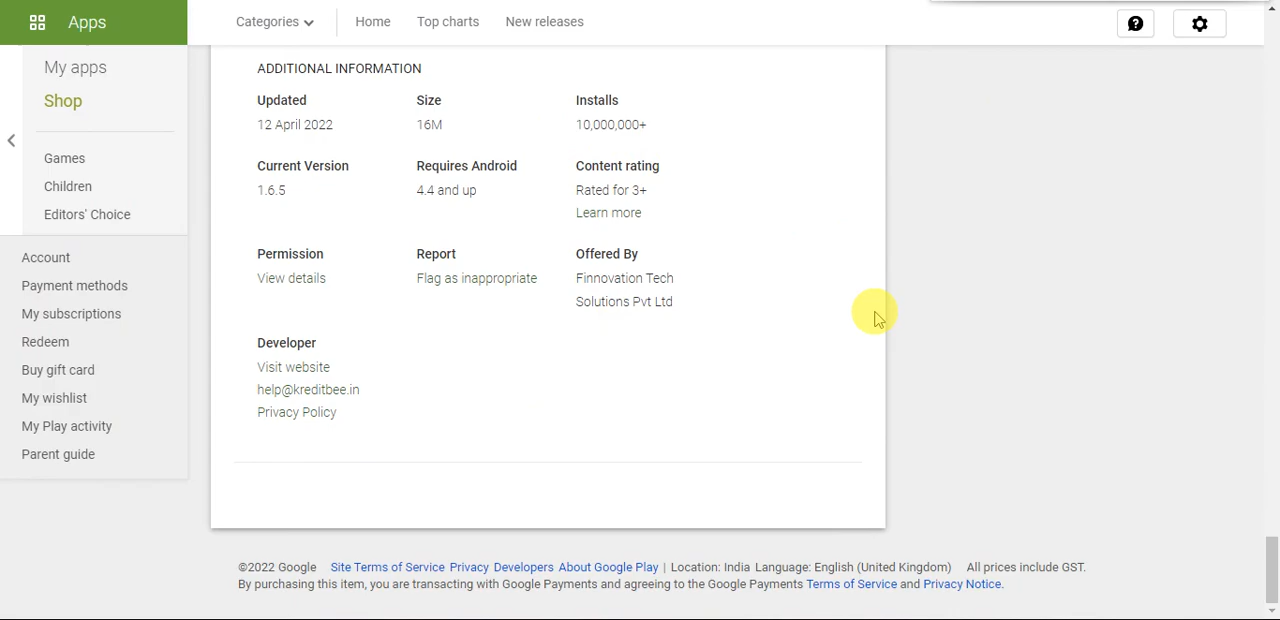 Apps
Categories
Home
Top charts
New releases
My apps
Shop
Games
Children
Editors' Choice
Account
Payment methods
My subscriptions
Redeem
Buy gift card
My wishlist
My Play activity
Parent guide
ADDITIONAL INFORMATION
Updated
12 April 2022
Size
16M
Installs
10,000,000+
Current Version
1.6.5
Requires Android
4.4 and up
Content rating
Rated for 3+
Learn more
Permission
View details
Report
Flag as inappropriate
Offered By
Finnovation Tech
Solutions Pvt Ltd
Developer
Visit website
help@kreditbee.in
Privacy Policy
©2022 Google Site Terms of Service Privacy Developers About Google Play | Location: India Language: English (United Kingdom) All prices include GST.
By purchasing this item, you are transacting with Google Payments and agreeing to the Google Payments Terms of Service and Privacy Notice.